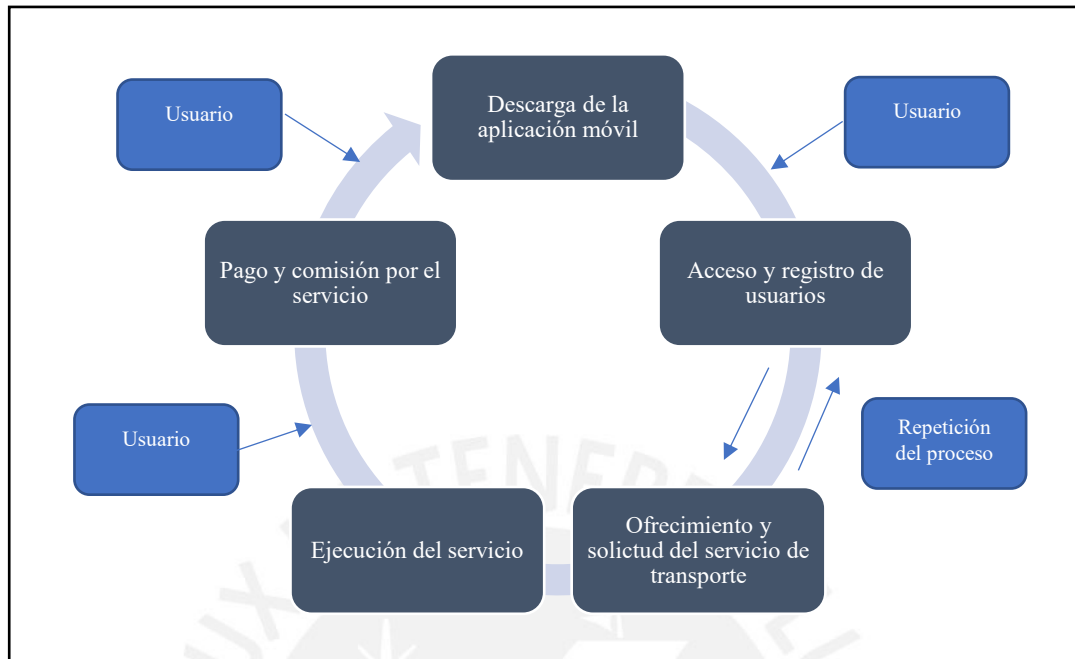 Usuario
Descarga de la
aplicación móvil
Usuario
Pago y comisión por el
servicio
Acceso y registro de
usuarios
Usuario
Repetición
del proceso
Ejecución del servicio
Ofrecimiento y
solictud del servicio de
transporte
TENEBR